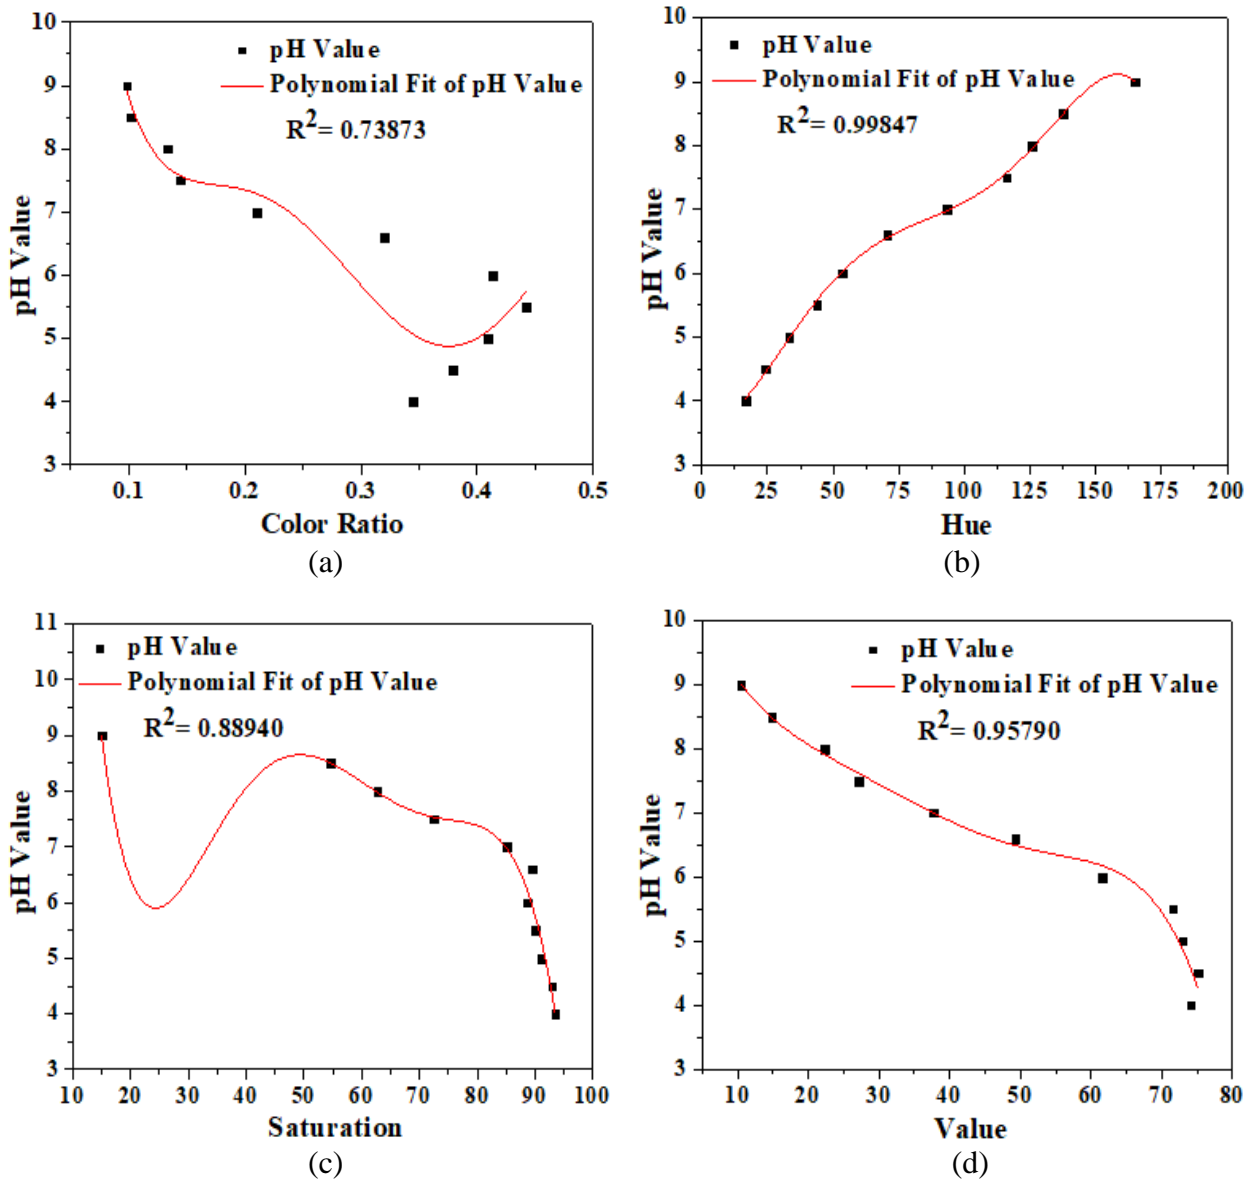 10
9
8
7
6
5
4
3
pH Value
pH Value
Polynomial Fit of pH Value
R²= 0.73873
0.1 0.2 0.3 0.4 0.5
Color Ratio
(a)
10
9
8
7
6
5
4
3
pH Value
pH Value
Polynomial Fit of pH Value
R²= 0.99847
0 25 50 75 100 125 150 175 200
Hue
(b)
11
10
9
8
7
6
5
4
3
pH Value
pH Value
Polynomial Fit of pH Value
R²= 0.88940
10 20 30 40 50 60 70 80 90 100
Saturation
(c)
10
9
8
7
6
5
4
3
pH Value
pH Value
Polynomial Fit of pH Value
R²= 0.95790
10 20 30 40 50 60 70 80
Value
(d)